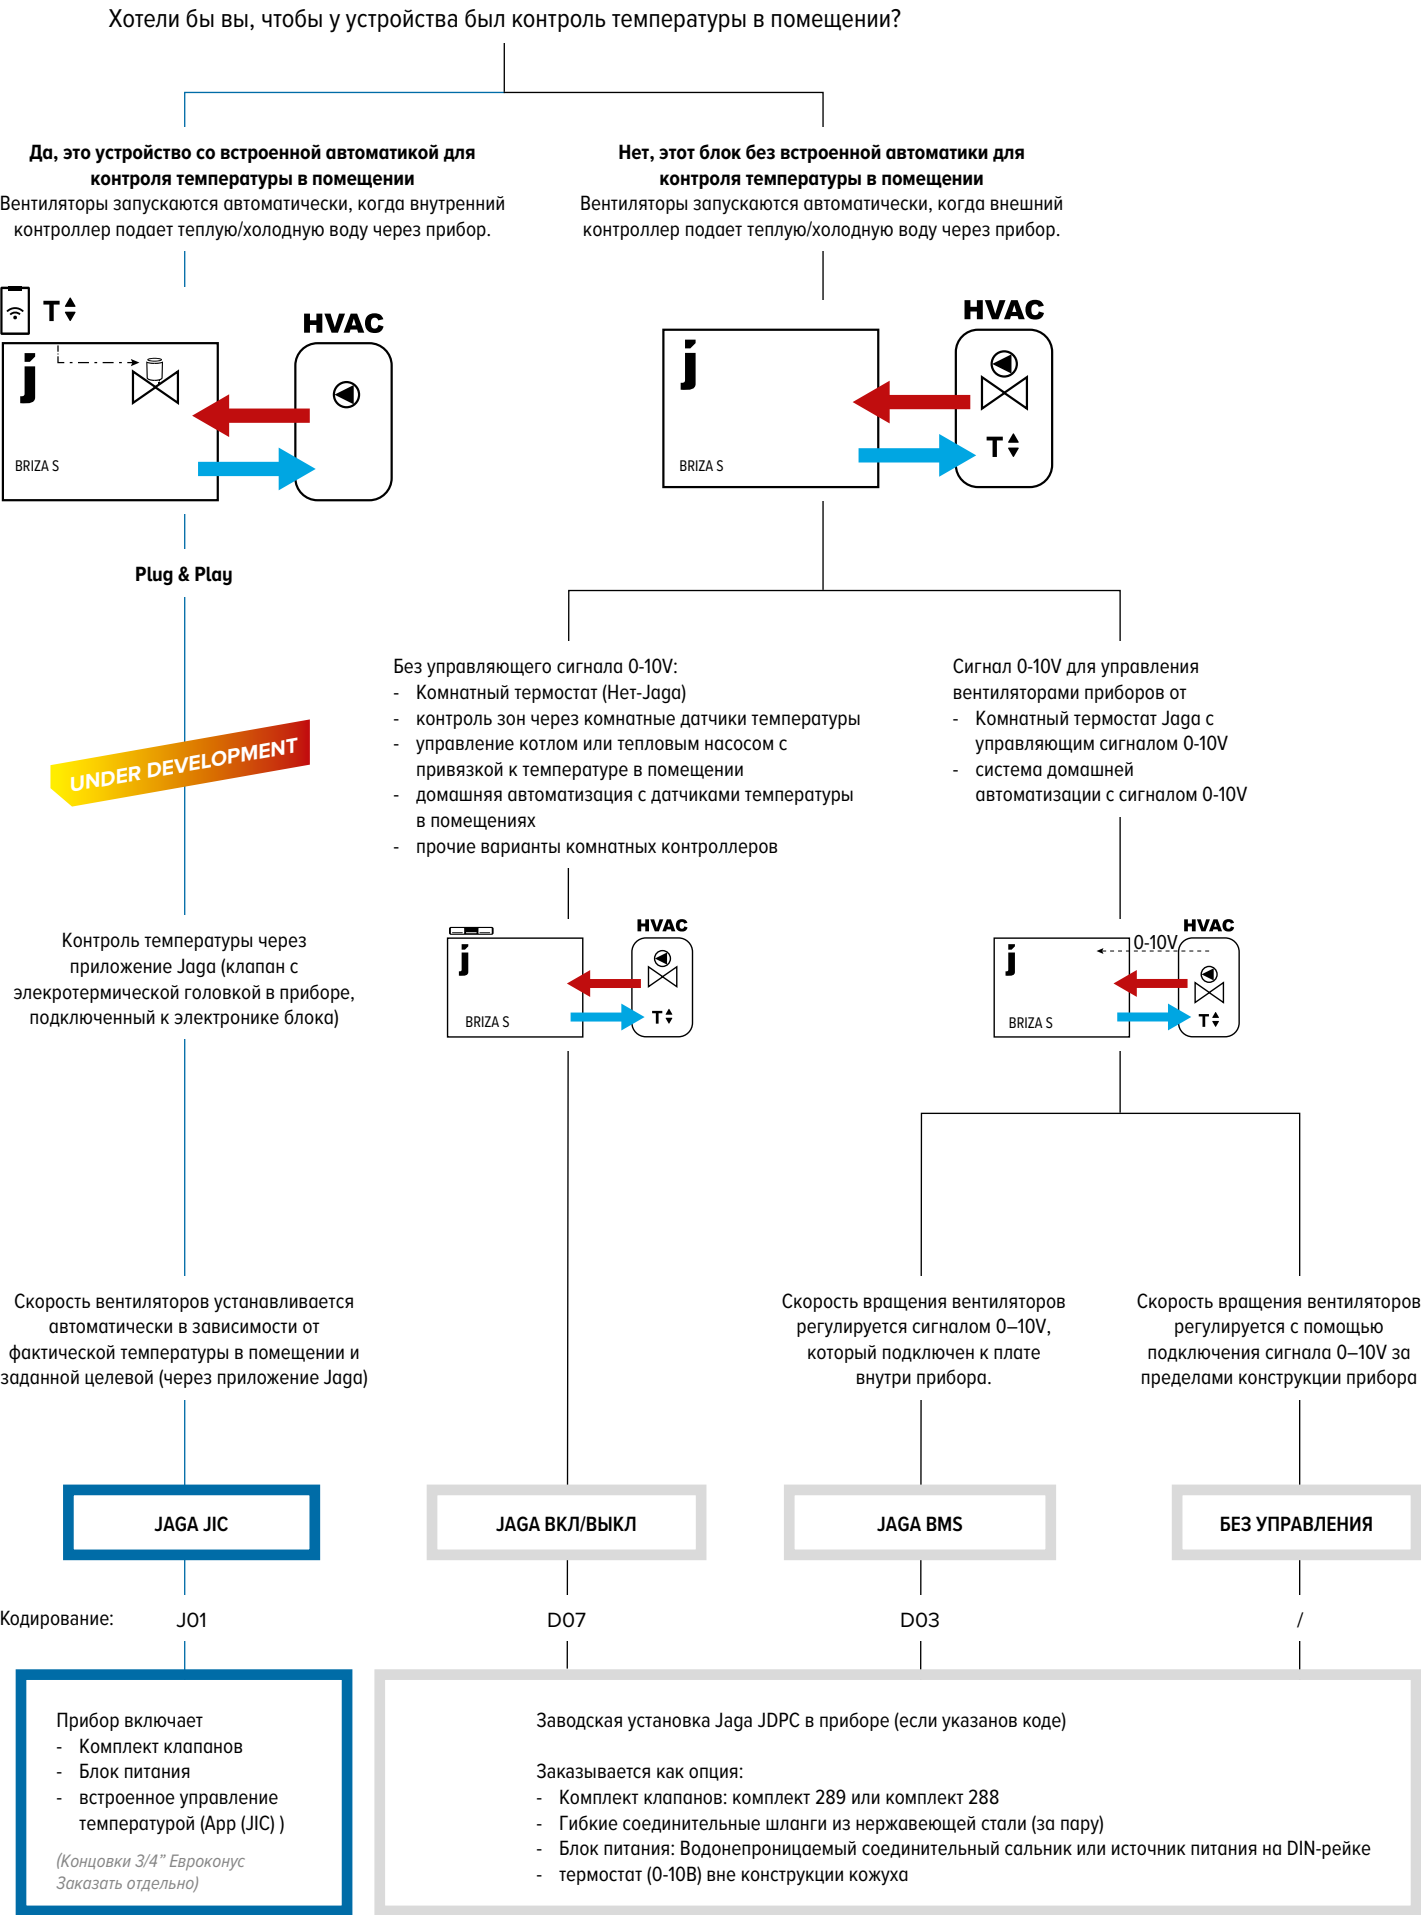 Хотели бы вы, чтобы у устройства был контроль температуры в помещении?
Да, это устройство со встроенной автоматикой для
контроля температуры в помещении
Вентиляторы запускаются автоматически, когда внутренний
контроллер подает теплую/холодную воду через прибор.
Нет, этот блок без встроенной автоматики для
контроля температуры в помещении
Вентиляторы запускаются автоматически, когда внешний
контроллер подает теплую/холодную воду через прибор.
T
HVAC
j
BRIZA S
HVAC
j
T
BRIZA S
Plug & Play
UNDER DEVELOPMENT
Без управляющего сигнала 0-10V:
- Комнатный термостат (Нет-Jaga)
- контроль зон через комнатные датчики температуры
- управление котлом или тепловым насосом с
привязкой к температуре в помещении
- домашняя автоматизация с датчиками температуры
в помещениях
- прочие варианты комнатных контроллеров
Сигнал 0-10V для управления
вентиляторами приборов от
- Комнатный термостат Jaga с
управляющим сигналом 0-10V
- система домашней
автоматизации с сигналом 0-10V
Контроль температуры через
приложение Jaga (клапан с
элекротермической головкой в приборе,
подключенный к электронике блока)
HVAC
j
T
BRIZA S
HVAC
0-10V
j
T
BRIZA S
Скорость вентиляторов устанавливается
автоматически в зависимости от
фактической температуры в помещении и
заданной целевой (через приложение Jaga)
Скорость вращения вентиляторов
регулируется сигналом 0–10V,
который подключен к плате
внутри прибора.
Скорость вращения вентиляторов
регулируется с помощью
подключения сигнала 0–10V за
пределами конструкции прибора
JAGA JIC
JAGA ВКЛ/ВЫКЛ
JAGA BMS
БЕЗ УПРАВЛЕНИЯ
Кодирование:
J01
D07
D03
/
Прибор включает
- Комплект клапанов
- Блок питания
- встроенное управление
температурой (App (JIC) )
(Концовки 3/4” Евроконус
Заказать отдельно)
Заводская установка Jaga JDPC в приборе (если указанов коде)
Заказывается как опция:
- Комплект клапанов: комплект 289 или комплект 288
- Гибкие соединительные шланги из нержавеющей стали (за пару)
- Блок питания: Водонепроницаемый соединительный сальник или источник питания на DIN-рейке
- термостат (0-10В) вне конструкции кожуха